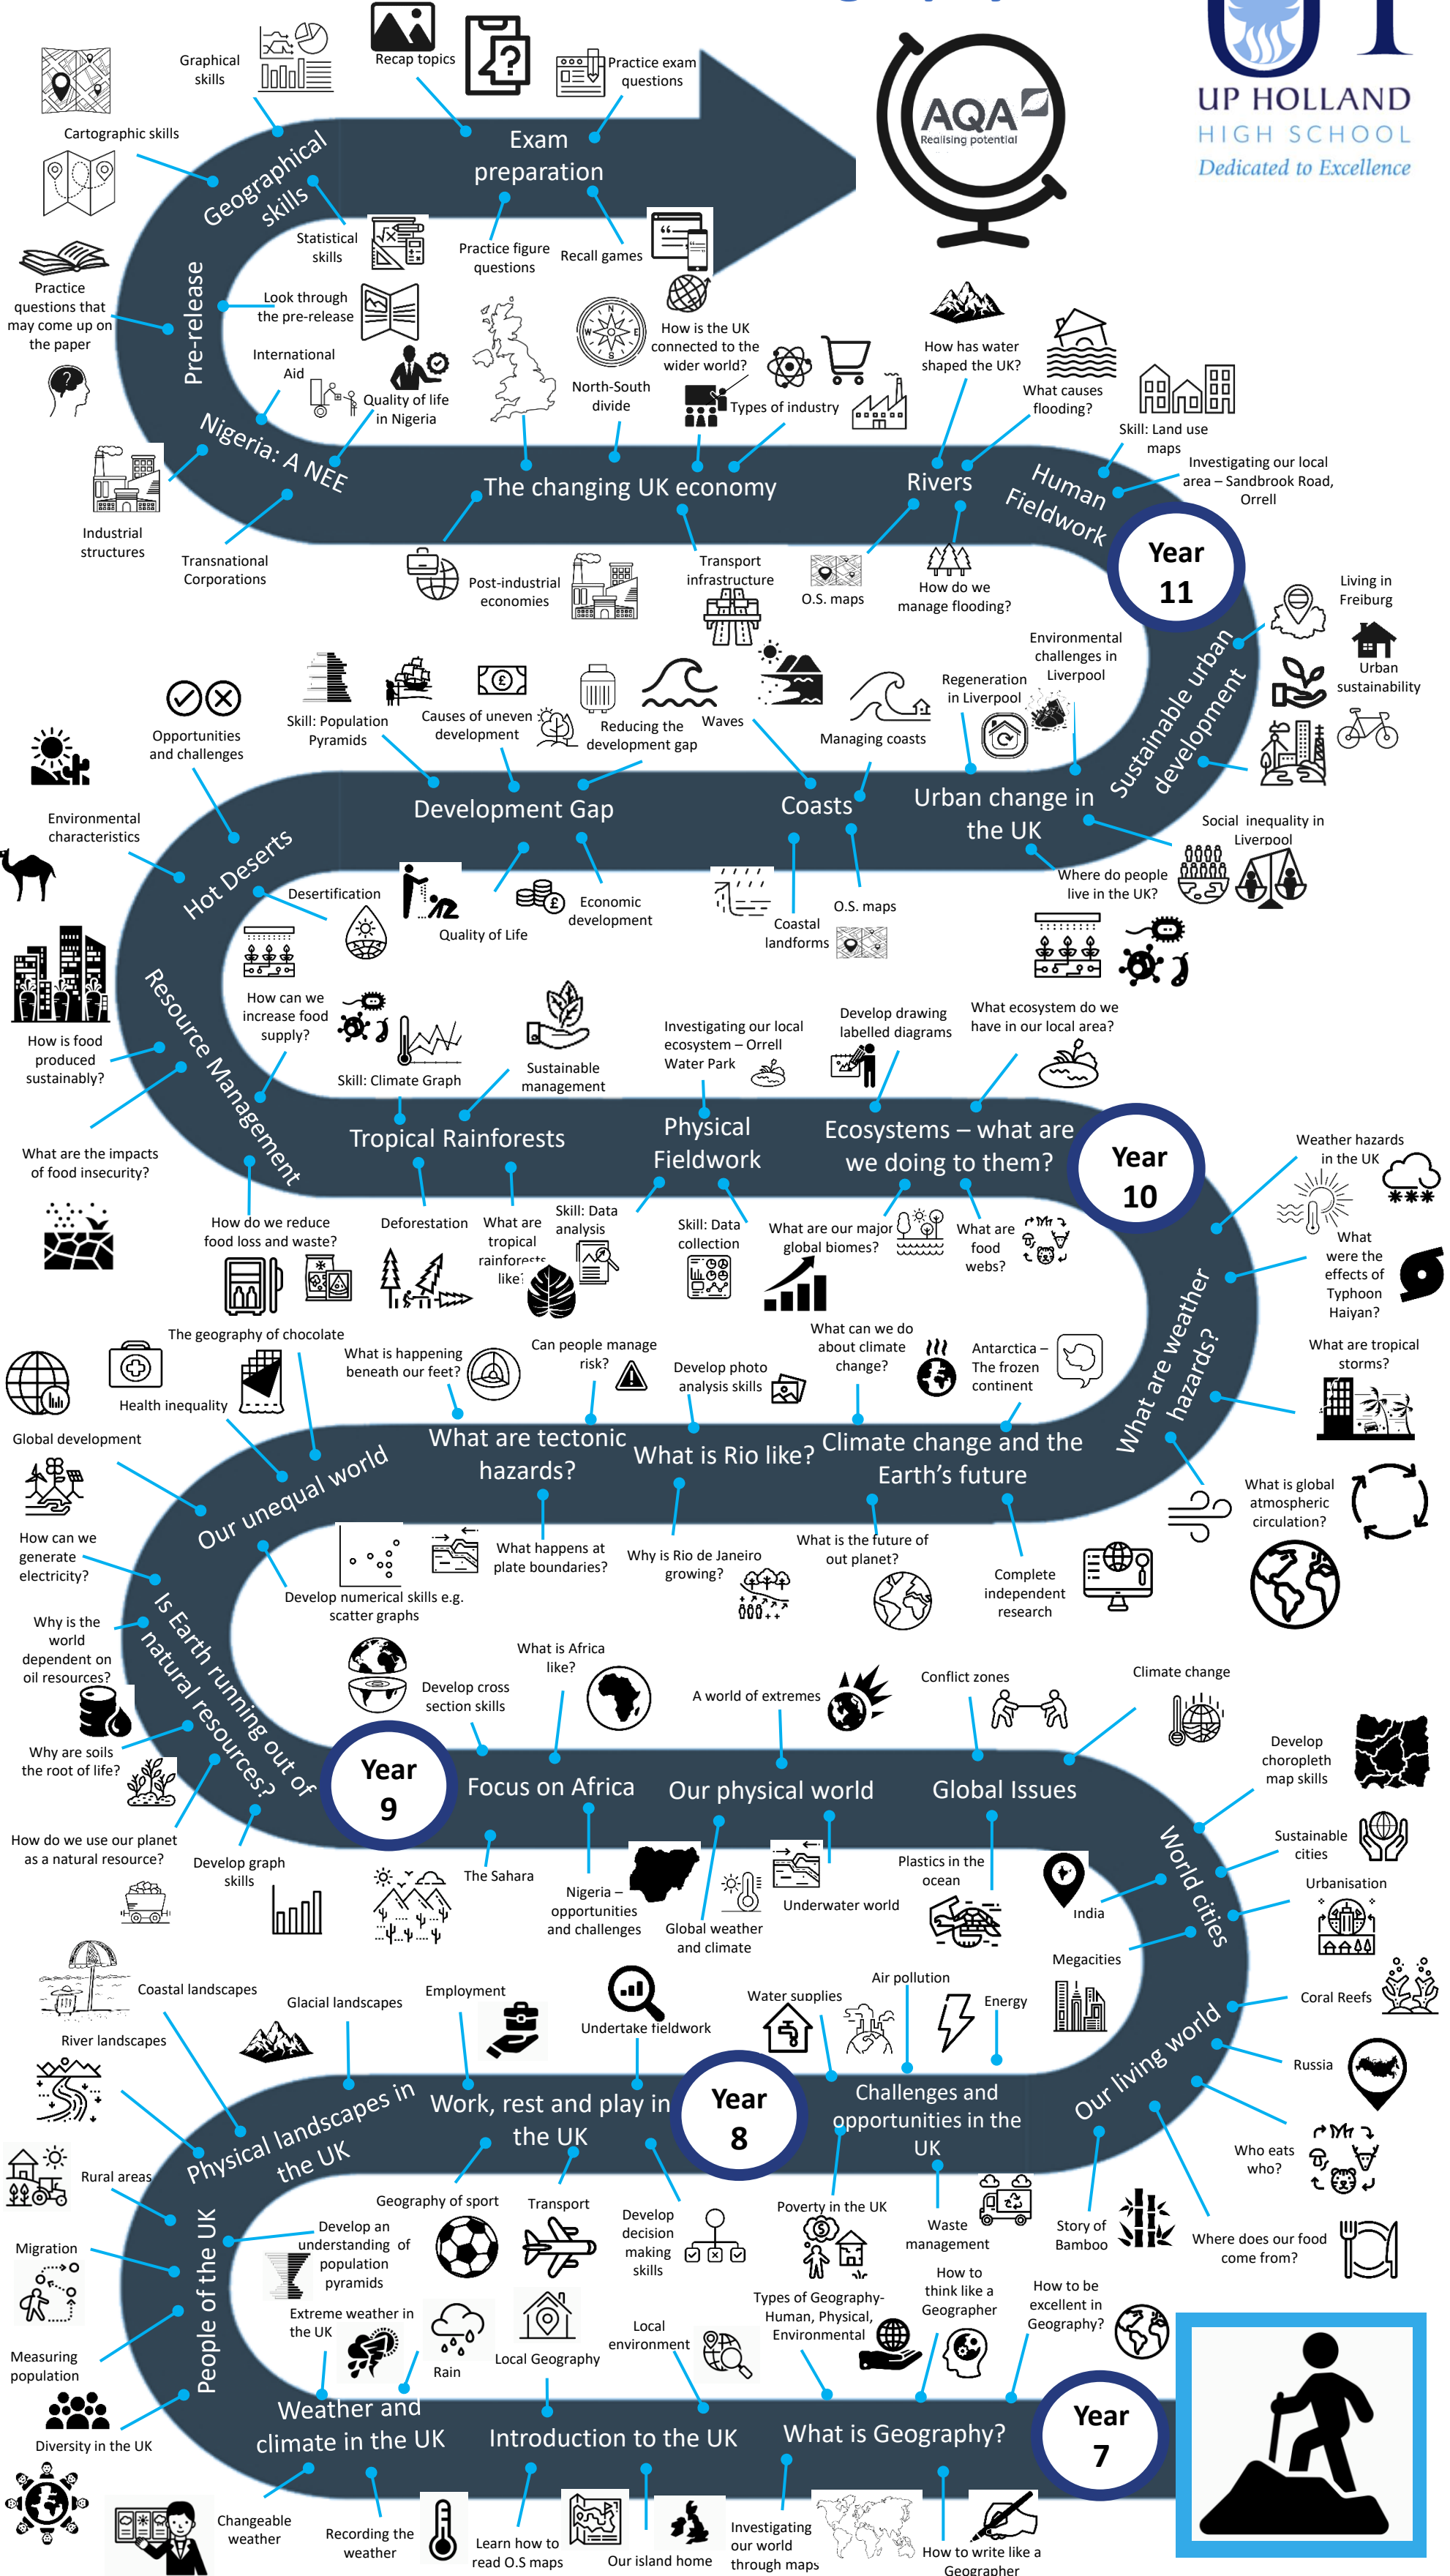 UP HOLLAND
HIGH SCHOOL
Dedicated to Excellence
AQA
Realising potential
Graphical
skills
Recap topics
Practice exam
questions
Cartographic skills
Geographical
skills
Exam
preparation
Statistical
skills
Practice figure
questions
Recall games
Practice
questions that
may come up on
the paper
Pre-release
Look through
the pre-release
International
Aid
Quality of life
in Nigeria
North-South
divide
How is the UK
connected to the
wider world?
Types of industry
How has water
shaped the UK?
What causes
flooding?
Skill: Land use
maps
Investigating our local
area – Sandbrook Road,
Orrell
Nigeria: A NEE
The changing UK economy
Rivers
Human
Fieldwork
Industrial
structures
Transnational
Corporations
Post-industrial
economies
Transport
infrastructure
O.S. maps
How do we
manage flooding?
Year
11
Living in
Freiburg
Urban
sustainability
Sustainable urban
development
Environmental
challenges in
Liverpool
Regeneration
in Liverpool
Managing coasts
Waves
Reducing the
development gap
Causes of uneven
development
Skill: Population
Pyramids
Opportunities
and challenges
Environmental
characteristics
Hot Deserts
Development Gap
Coasts
Urban change in
the UK
Social inequality in
Liverpool
Where do people
live in the UK?
Desertification
Quality of Life
Economic
development
Coastal
landforms
O.S. maps
Resource Management
How can we
increase food
supply?
How is food
produced
sustainably?
What are the impacts
of food insecurity?
How do we reduce
food loss and waste?
Skill: Climate Graph
Sustainable
management
Investigating our local
ecosystem – Orrell
Water Park
Develop drawing
labelled diagrams
What ecosystem do we
have in our local area?
Tropical Rainforests
Physical
Fieldwork
Ecosystems – what are
we doing to them?
Year
10
Deforestation
What are
tropical
rainforests
like?
Skill: Data
analysis
Skill: Data
collection
What are our major
global biomes?
What are
food
webs?
Weather hazards
in the UK
What
were the
effects of
Typhoon
Haiyan?
What are tropical
storms?
What are weather
hazards?
What is global
atmospheric
circulation?
The geography of chocolate
Health inequality
Global development
What is happening
beneath our feet?
Can people manage
risk?
Develop photo
analysis skills
What can we do
about climate
change?
Antarctica –
The frozen
continent
Our unequal world
What are tectonic
hazards?
What is Rio like?
Climate change and the
Earth's future
Develop numerical skills e.g.
scatter graphs
What happens at
plate boundaries?
Why is Rio de Janeiro
growing?
What is the future of
out planet?
Complete
independent
research
How can we
generate
electricity?
Why is the
world
dependent on
oil resources?
Why are soils
the root of life?
How do we use our planet
as a natural resource?
Develop graph
skills
Is Earth running out of
natural resources?
Year
9
Develop cross
section skills
What is Africa
like?
A world of extremes
Conflict zones
Climate change
Focus on Africa
Our physical world
Global Issues
The Sahara
Nigeria –
opportunities
and challenges
Global weather
and climate
Underwater world
Plastics in the
ocean
Develop
choropleth
map skills
Sustainable
cities
Urbanisation
World cities
India
Megacities
Coral Reefs
Russia
Who eats
who?
Where does our food
come from?
Story of
Bamboo
Our living world
Water supplies
Air pollution
Energy
Challenges and
opportunities in the
UK
Poverty in the UK
Waste
management
Year
8
Coastal landscapes
Glacial landscapes
River landscapes
Employment
Undertake fieldwork
Physical landscapes in
the UK
Work, rest and play in
the UK
Geography of sport
Transport
Develop
decision
making
skills
Rural areas
Migration
Measuring
population
Diversity in the UK
People of the UK
Develop an
understanding of
population
pyramids
Extreme weather in
the UK
Rain
Local Geography
Local
environment
Types of Geography-
Human, Physical,
Environmental
How to
think like a
Geographer
How to be
excellent in
Geography?
Weather and
climate in the UK
Introduction to the UK
What is Geography?
Year
7
Changeable
weather
Recording the
weather
Learn how to
read O.S maps
Our island home
Investigating
our world
through maps
How to write like a
Geographer